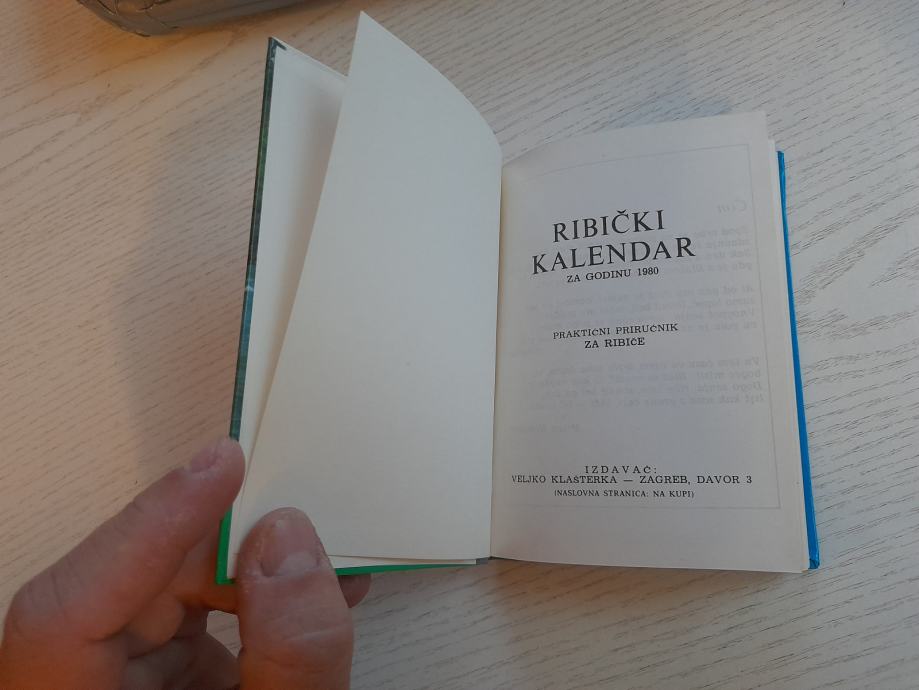 RIBIČKI
KALENDAR
ZA GODINU 1980
PRAKTIČNI PRIRUČNIK
ZA RIBIČE
IZDAVAČ:
VELJKO KLAŠTERKA — ZAGREB, DAVOR 3
(NASLOVNA STRANICA: NA KUPI)